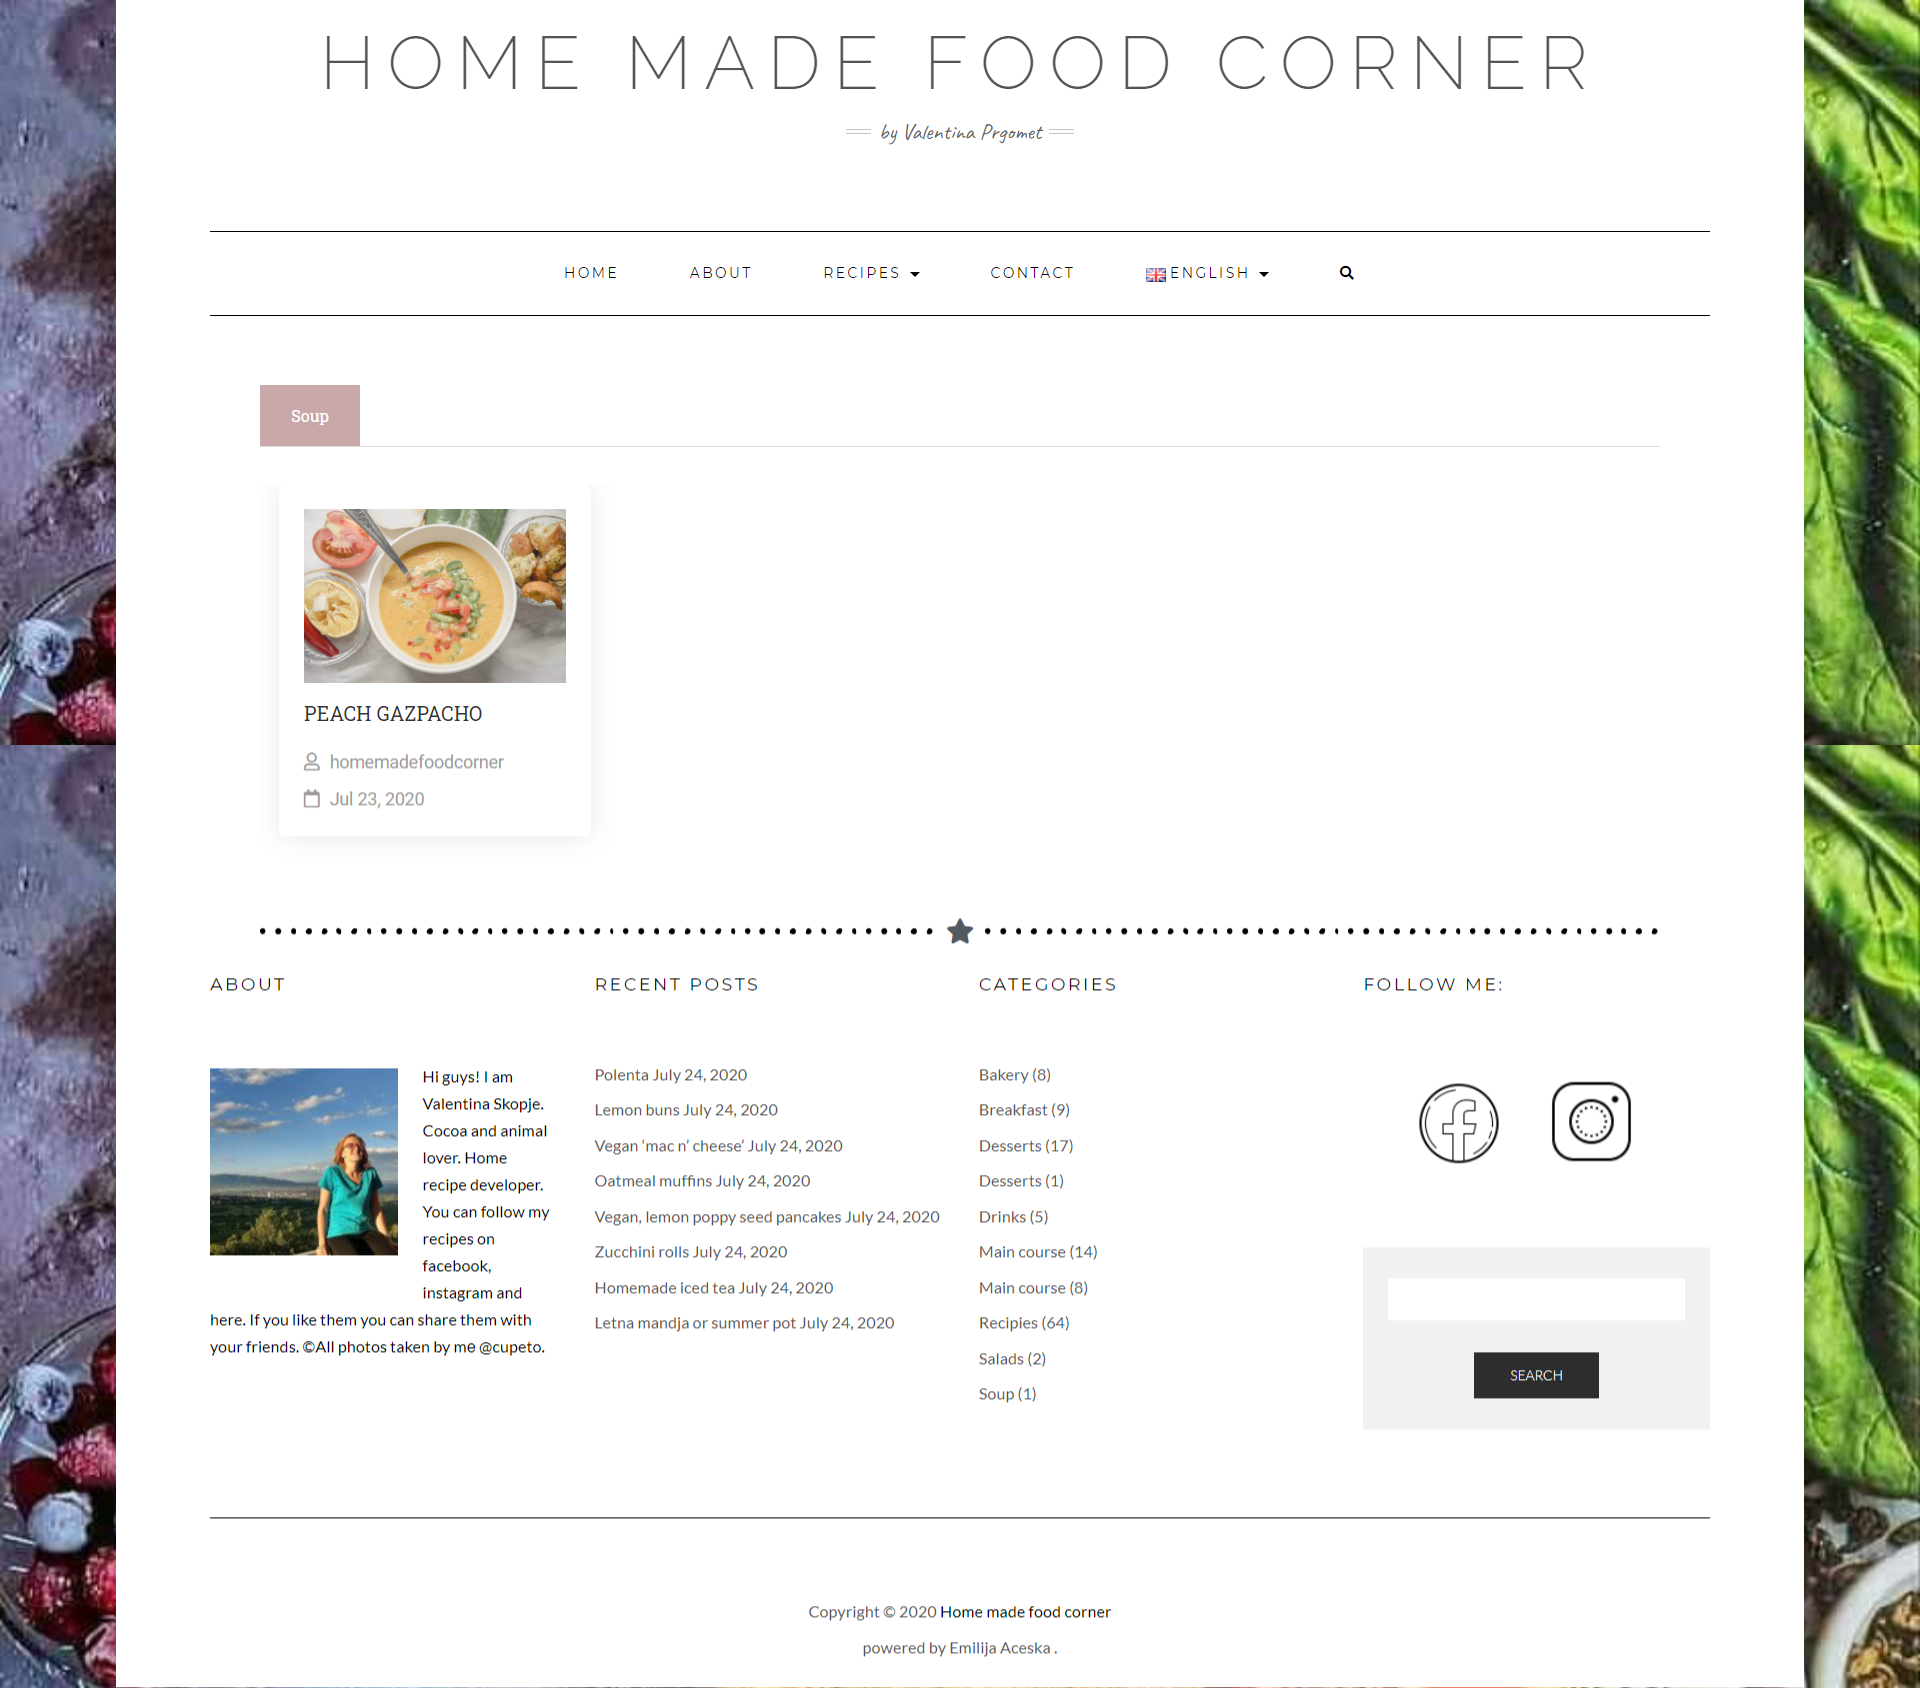 HOME MADE FOOD CORNER
by Valentina Prgomet
HOME
ABOUT
RECIPES
CONTACT
ENGLISH
Soup
PEACH GAZPACHO
homemadefoodcorner
Jul 23, 2020
ABOUT
Hi guys! I am
Valentina Skopje.
Cocoa and animal
lover. Home
recipe developer.
You can follow my
recipes on
facebook,
instagram and
here. If you like them you can share them with
your friends. ©All photos taken by me @cupeto.
RECENT POSTS
Polenta July 24, 2020
Lemon buns July 24, 2020
Vegan ‘mac n’ cheese’ July 24, 2020
Oatmeal muffins July 24, 2020
Vegan, lemon poppy seed pancakes July 24, 2020
Zucchini rolls July 24, 2020
Homemade iced tea July 24, 2020
Letna mandja or summer pot July 24, 2020
CATEGORIES
Bakery (8)
Breakfast (9)
Desserts (17)
Desserts (1)
Drinks (5)
Main course (14)
Main course (8)
Recipies (64)
Salads (2)
Soup (1)
FOLLOW ME:
SEARCH
Copyright © 2020 Home made food corner
powered by Emilija Aceska .